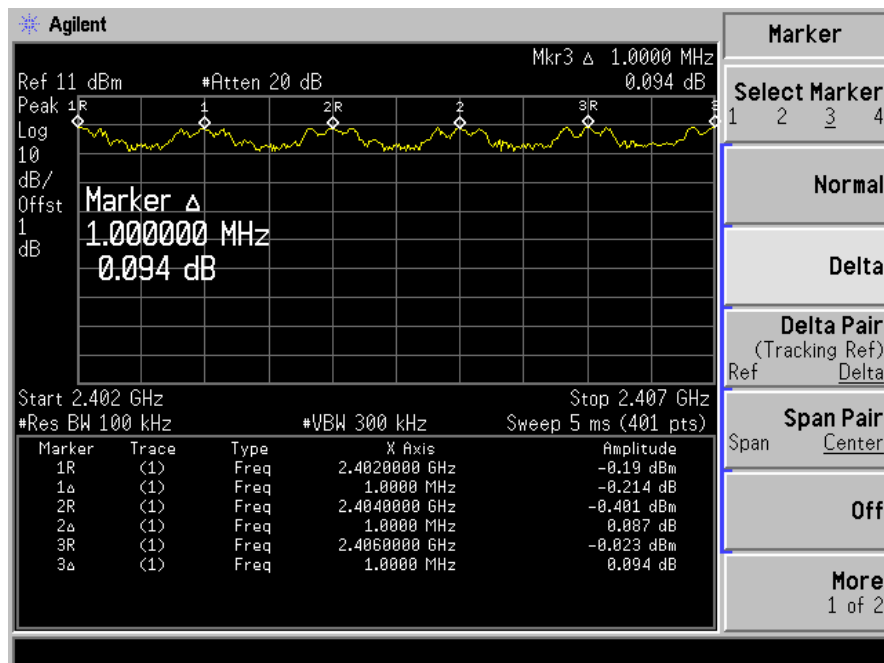 Agilent
Mkr3 Δ 1.0000 MHz
Ref 11 dBm #Atten 20 dB 0.094 dB
Peak
Log
10
dB/
Offst
1
dB
1R 1 2R 2 3R 3
Marker Δ
1.000000 MHz
0.094 dB
Start 2.402 GHz Stop 2.407 GHz
#Res BW 100 kHz #VBW 300 kHz Sweep 5 ms (401 pts)
Marker Trace Type X Axis Amplitude
1R (1) Freq 2.4020000 GHz -0.19 dBm
1Δ (1) Freq 1.0000 MHz -0.214 dB
2R (1) Freq 2.4040000 GHz -0.401 dBm
2Δ (1) Freq 1.0000 MHz 0.087 dB
3R (1) Freq 2.4060000 GHz -0.023 dBm
3Δ (1) Freq 1.0000 MHz 0.094 dB
Marker
Select Marker
1 2 3 4
Normal
Delta
Delta Pair
(Tracking Ref)
Ref Delta
Span Pair
Span Center
Off
More
1 of 2